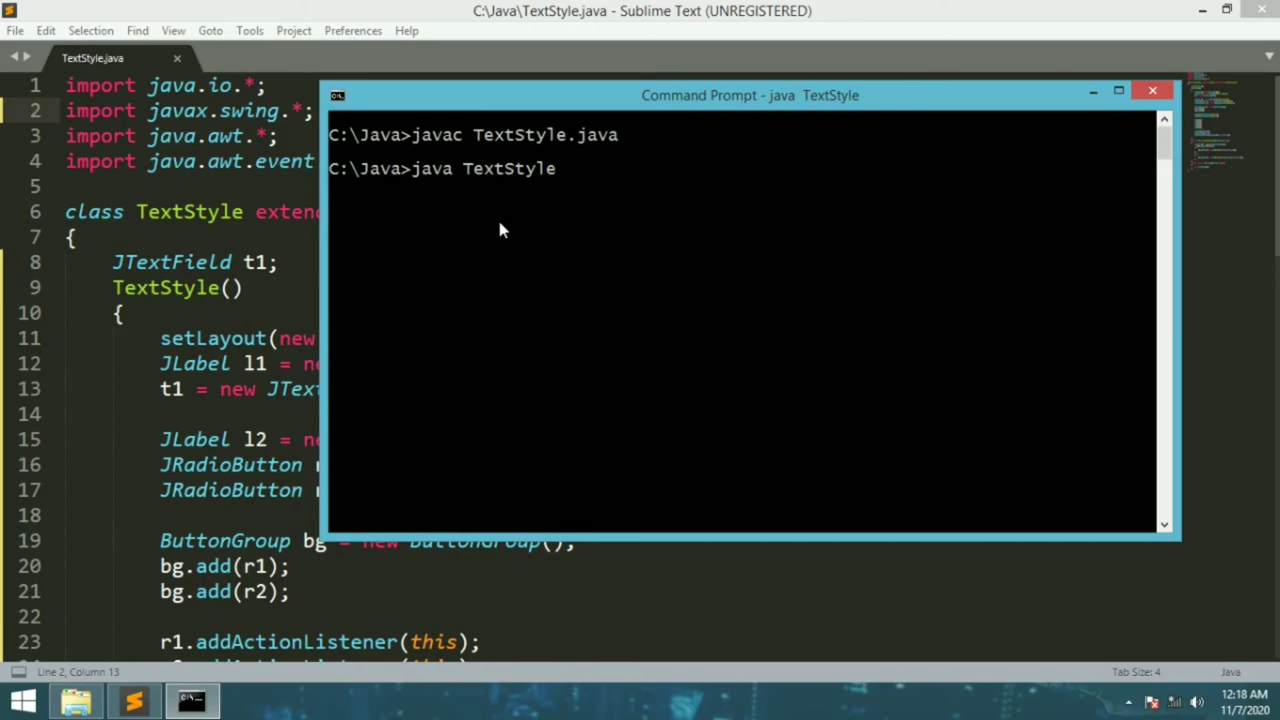 C:\Java\TextStyle.java - Sublime Text (UNREGISTERED)
File Edit Selection Find View Goto Tools Project Preferences Help
TextStyle.java
1 import java.io.*;
2 import javax.swing.*;
3 import java.awt.*;
4 import java.awt.event
5
6 class TextStyle extend
7 {
8 JTextField t1;
9 TextStyle()
10 {
11 setLayout(new
12 JLabel l1 = ne
13 t1 = new JText
14
15 JLabel l2 = ne
16 JRadioButton
17 JRadioButton
18
19 ButtonGroup bg = new ButtonGroup();
20 bg.add(r1);
21 bg.add(r2);
22
23 r1.addActionListener(this);
Command Prompt - java TextStyle
C:\Java>javac TextStyle.java
C:\Java>java TextStyle
Line 2, Column 13
Tab Size: 4
Java
12:18 AM
11/7/2020